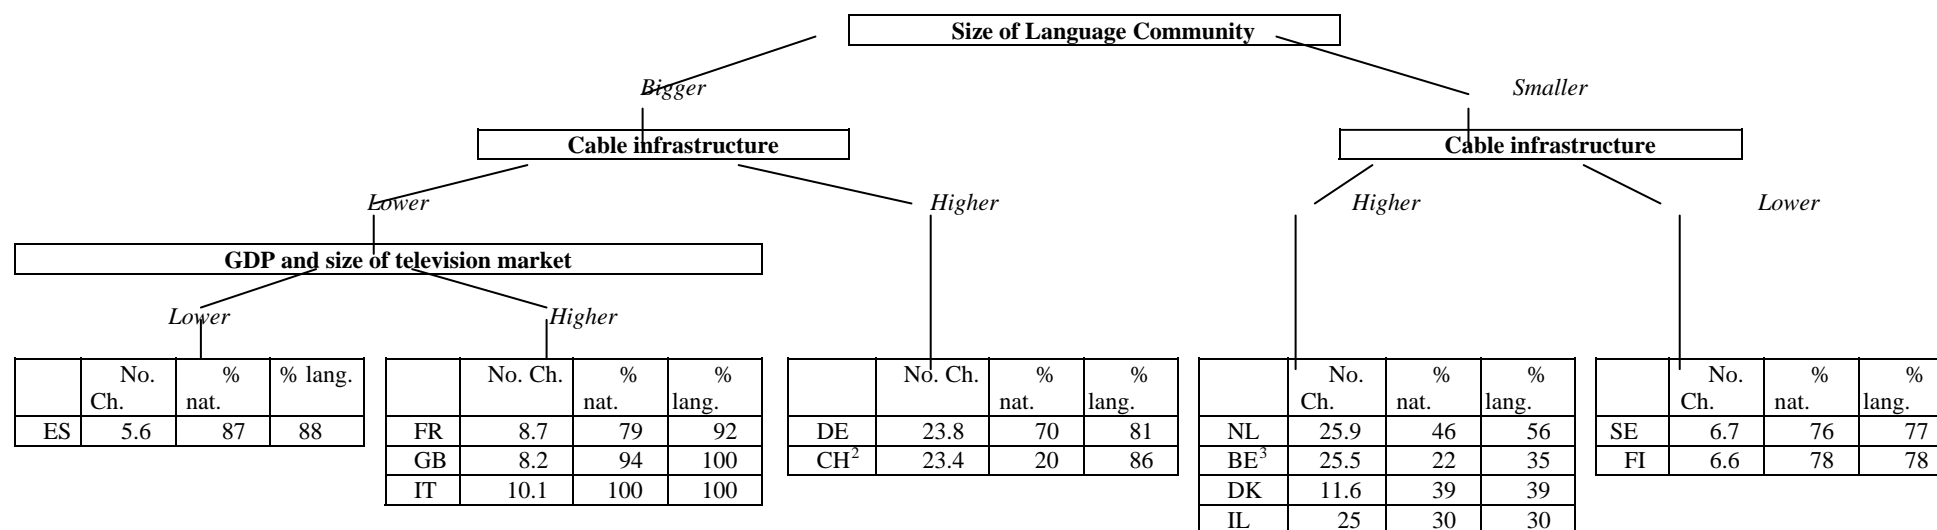 Size of Language Community
Bigger Smaller
Cable infrastructure Cable infrastructure
Lower Higher Higher Lower
GDP and size of television market
Lower Higher
No. Ch. % nat. % lang.
ES 5.6 87 88
No. Ch. % nat. % lang.
FR 8.7 79 92
GB 8.2 94 100
IT 10.1 100 100
No. Ch. % nat. % lang.
DE 23.8 70 81
CH² 23.4 20 86
No. Ch. % nat. % lang.
NL 25.9 46 56
BE³ 25.5 22 35
DK 11.6 39 39
IL 25 30 30
No. Ch. % nat. % lang.
SE 6.7 76 77
FI 6.6 78 78